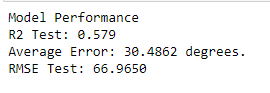 Model Performance
R2 Test: 0.579
Average Error: 30.4862 degrees.
RMSE Test: 66.9650